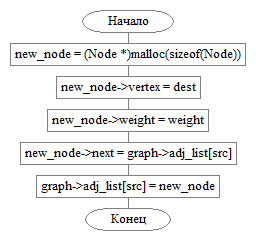 Начало
new_node = (Node *)malloc(sizeof(Node))
new_node->vertex = dest
new_node->weight = weight
new_node->next = graph->adj_list[src]
graph->adj_list[src] = new_node
Конец